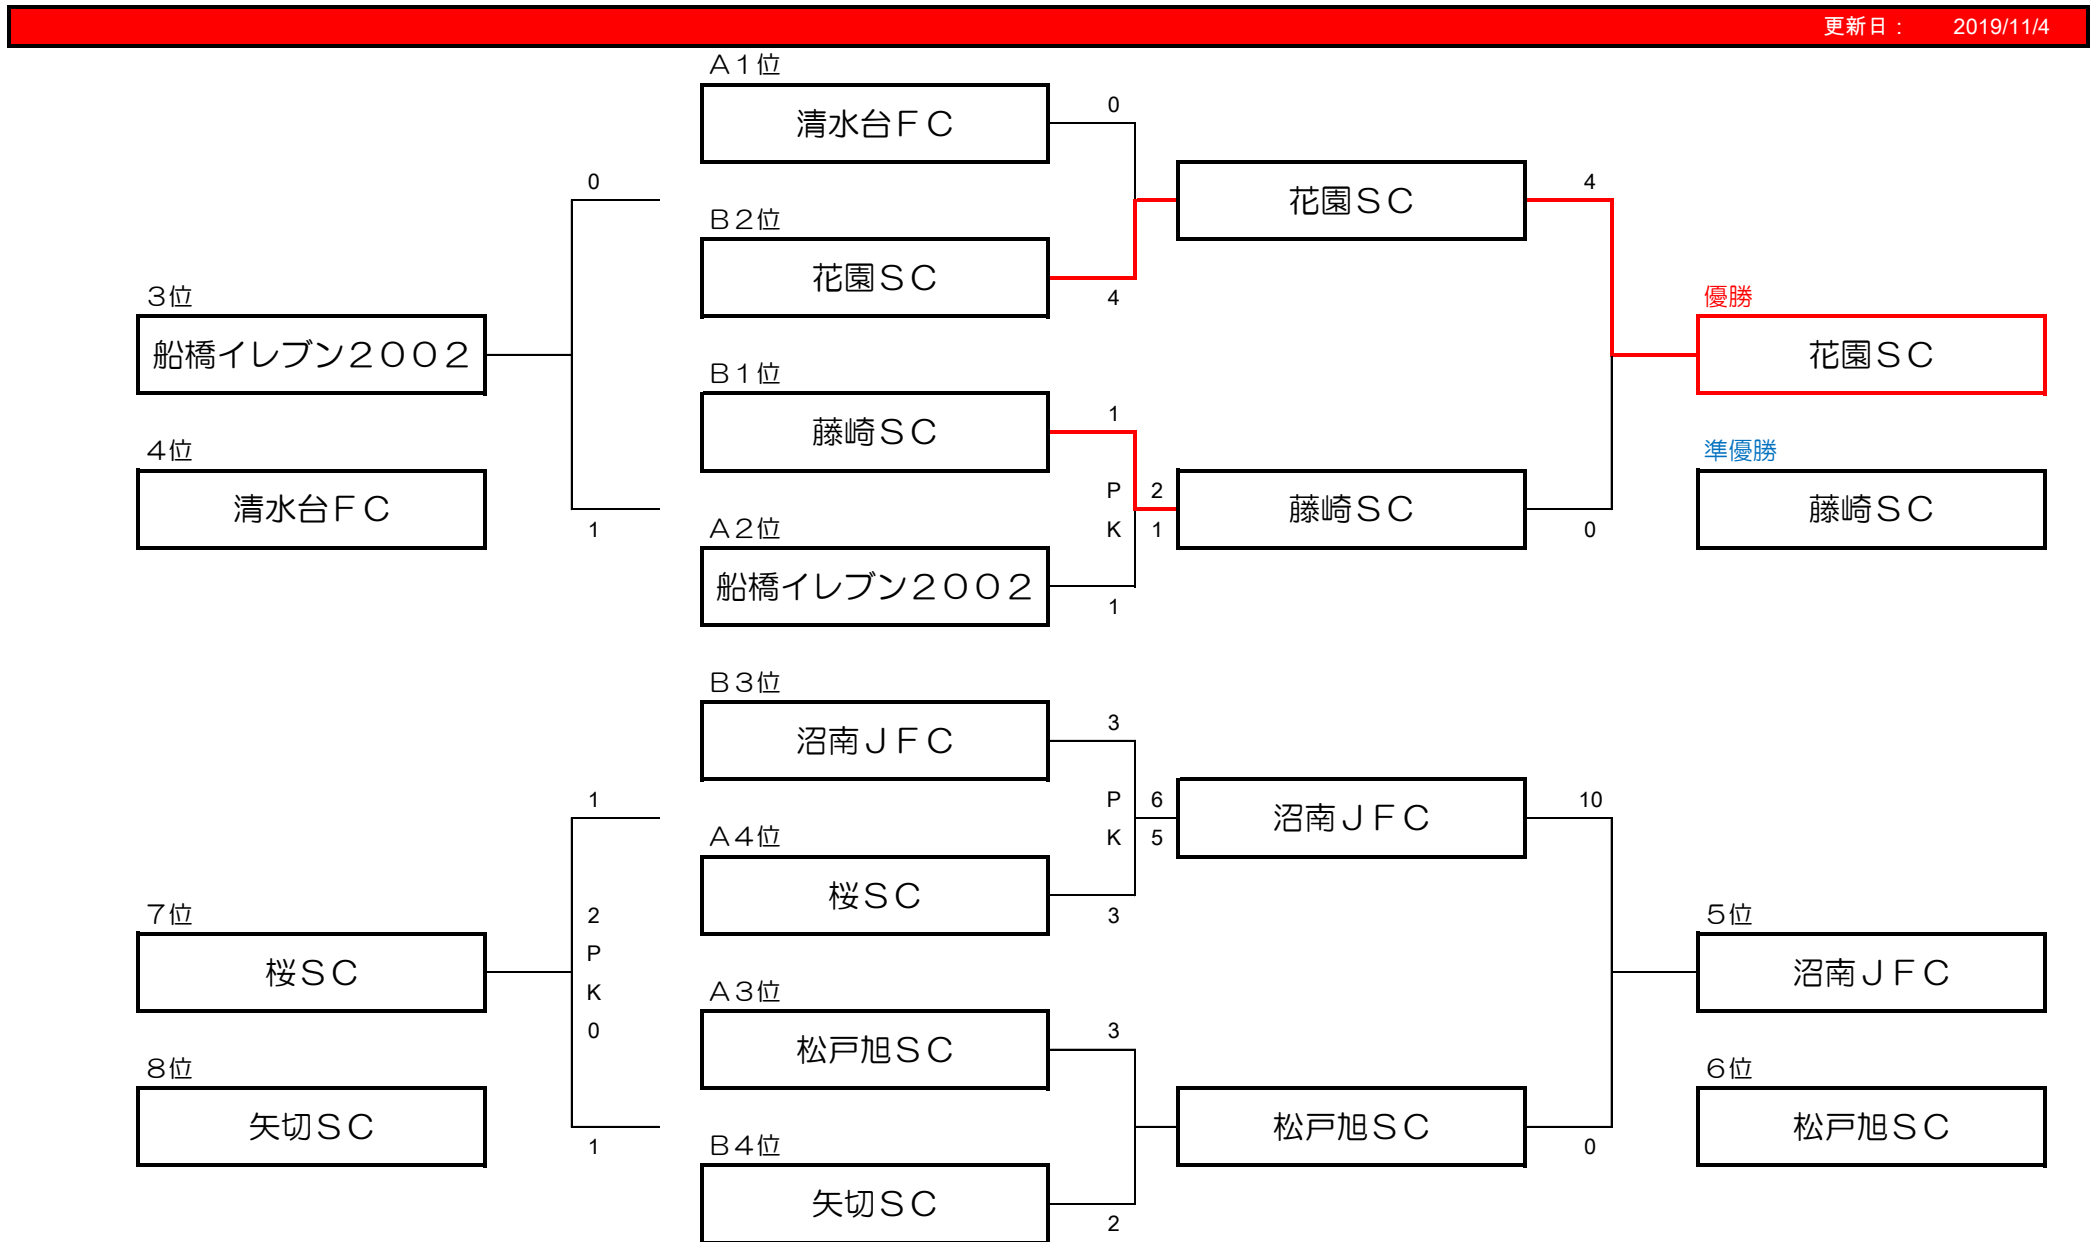 更新日： 2019/11/4
A１位
清水台ＦＣ
0
花園ＳＣ
4
0
B２位
花園ＳＣ
4
3位
船橋イレブン２００２
優勝
花園ＳＣ
B１位
藤崎ＳＣ
1
4位
清水台ＦＣ
準優勝
藤崎ＳＣ
P 2
K 1
藤崎ＳＣ
0
1
A２位
船橋イレブン２００２
1
B３位
沼南ＪＦＣ
3
1
P 6
K 5
沼南ＪＦＣ
10
A４位
桜ＳＣ
3
7位
桜ＳＣ
2
P
K
0
5位
沼南ＪＦＣ
A３位
松戸旭ＳＣ
3
8位
矢切ＳＣ
1
松戸旭ＳＣ
0
6位
松戸旭ＳＣ
B４位
矢切ＳＣ
2